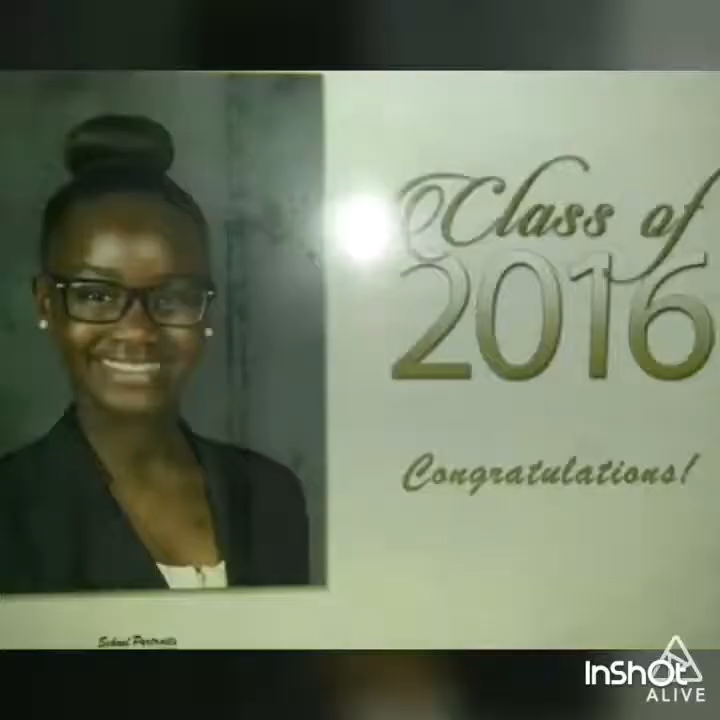 Class of
2016
Congratulations!
School Portraits
InShOt
ALIVE